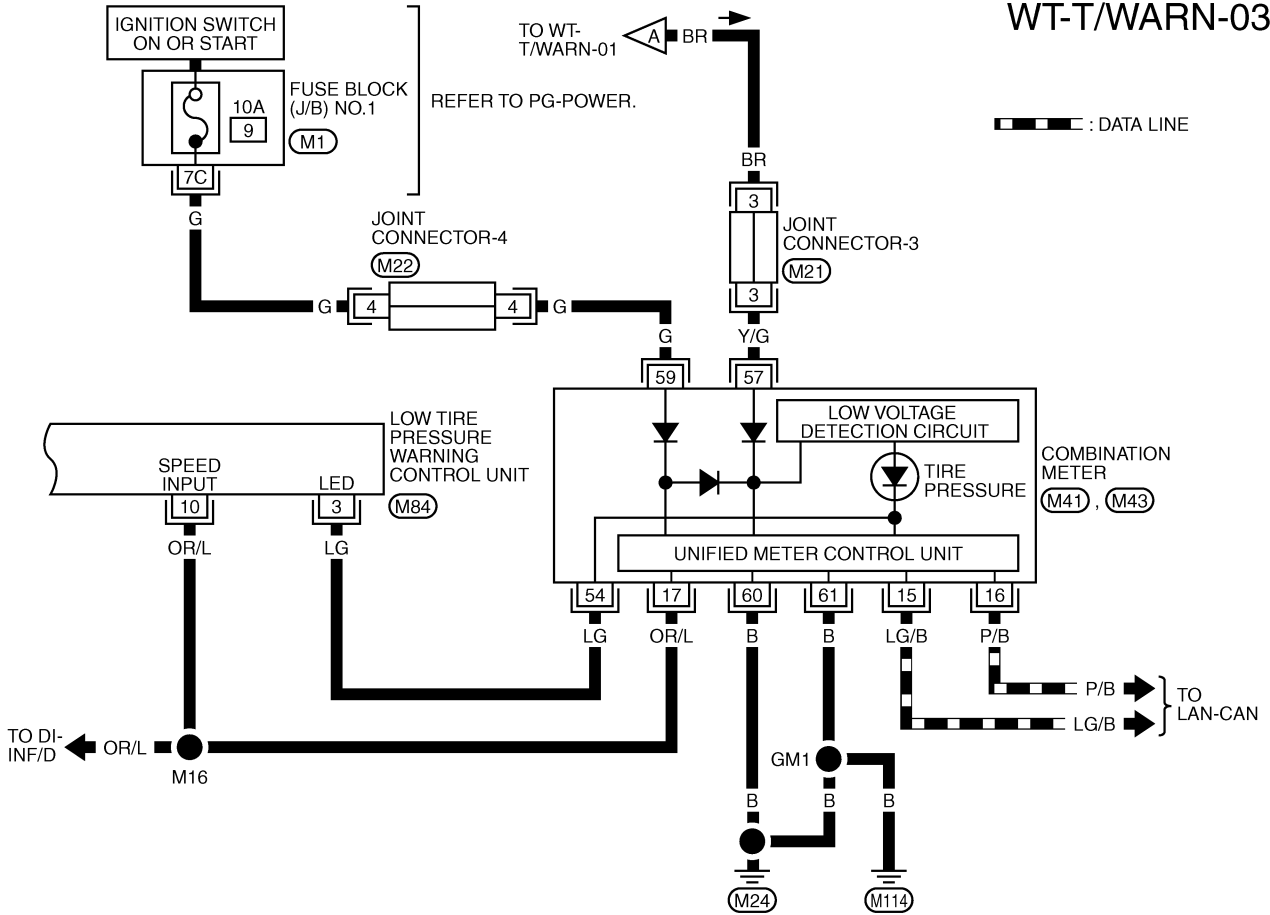 WT-T/WARN-03
IGNITION SWITCH
ON OR START
10A
9
FUSE BLOCK
(J/B) NO.1
M1
REFER TO PG-POWER.
7C
G
TO WT-
T/WARN-01
A
BR
: DATA LINE
BR
3
JOINT
CONNECTOR-3
M21
3
Y/G
JOINT
CONNECTOR-4
M22
G
4
4
G
G
59
57
LOW VOLTAGE
DETECTION CIRCUIT
TIRE
PRESSURE
COMBINATION
METER
M41 , M43
UNIFIED METER CONTROL UNIT
LOW TIRE
PRESSURE
WARNING
CONTROL UNIT
M84
SPEED
INPUT
LED
10
3
OR/L
LG
54
17
60
61
15
16
LG
OR/L
B
B
LG/B
P/B
P/B
LG/B
TO
LAN-CAN
TO DI-
INF/D
OR/L
M16
GM1
B
B
B
M24
M114